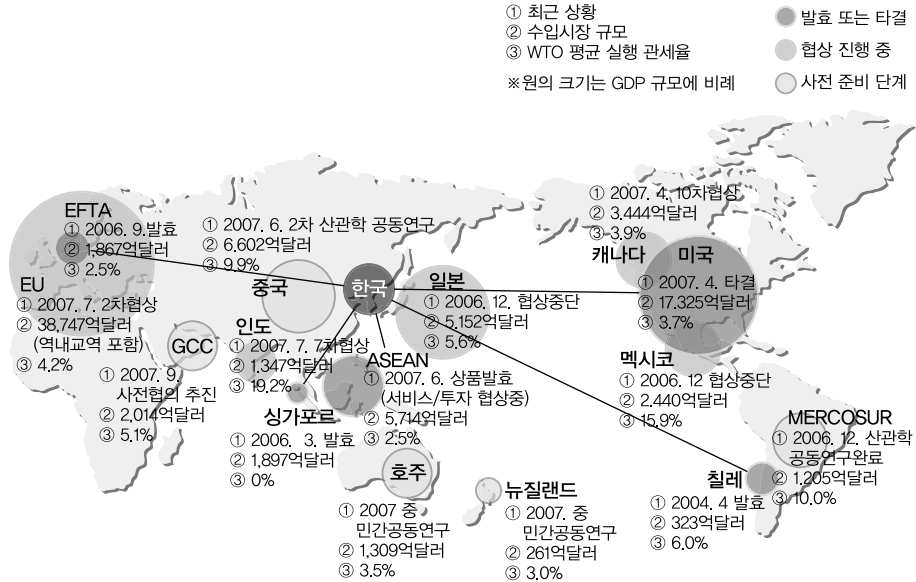 ① 최근 상황
② 수입시장 규모
③ WTO 평균 실행 관세율
※원의 크기는 GDP 규모에 비례
발효 또는 타결
협상 진행 중
사전 준비 단계
EFTA
① 2006. 9.발효
② 1,867억달러
③ 2.5%
EU
① 2007. 7. 2차협상
② 38,747억달러
(역내교역 포함)
③ 4.2%
① 2007. 6. 2차 산관학 공동연구
② 6,602억달러
③ 9.9%
중국
한국
일본
① 2006. 12. 협상중단
② 5,152억달러
③ 5.6%
① 2007. 4. 10차협상
② 3,444억달러
③ 3.9%
캐나다
미국
① 2007. 4. 타결
② 17.325억달러
③ 3.7%
GCC
① 2007. 9.
사전협의 추진
② 2,014억달러
③ 5.1%
인도
① 2007. 7. 7차협상
② 1,347억달러
③ 19.2%
ASEAN
① 2007. 6. 상품발효
(서비스/투자 협상중)
② 5,714억달러
③ 2.5%
싱가포르
① 2006. 3. 발효
② 1,897억달러
③ 0%
멕시코
① 2006. 12 협상중단
② 2,440억달러
③ 15.9%
MERCOSUR
① 2006. 12. 산관학
공동연구완료
② 1.205억달러
③ 10.0%
칠레
① 2004. 4 발효
② 323억달러
③ 6.0%
호주
① 2007 중
민간공동연구
② 1,309억달러
③ 3.5%
뉴질랜드
① 2007. 중
민간공동연구
② 261억달러
③ 3.0%